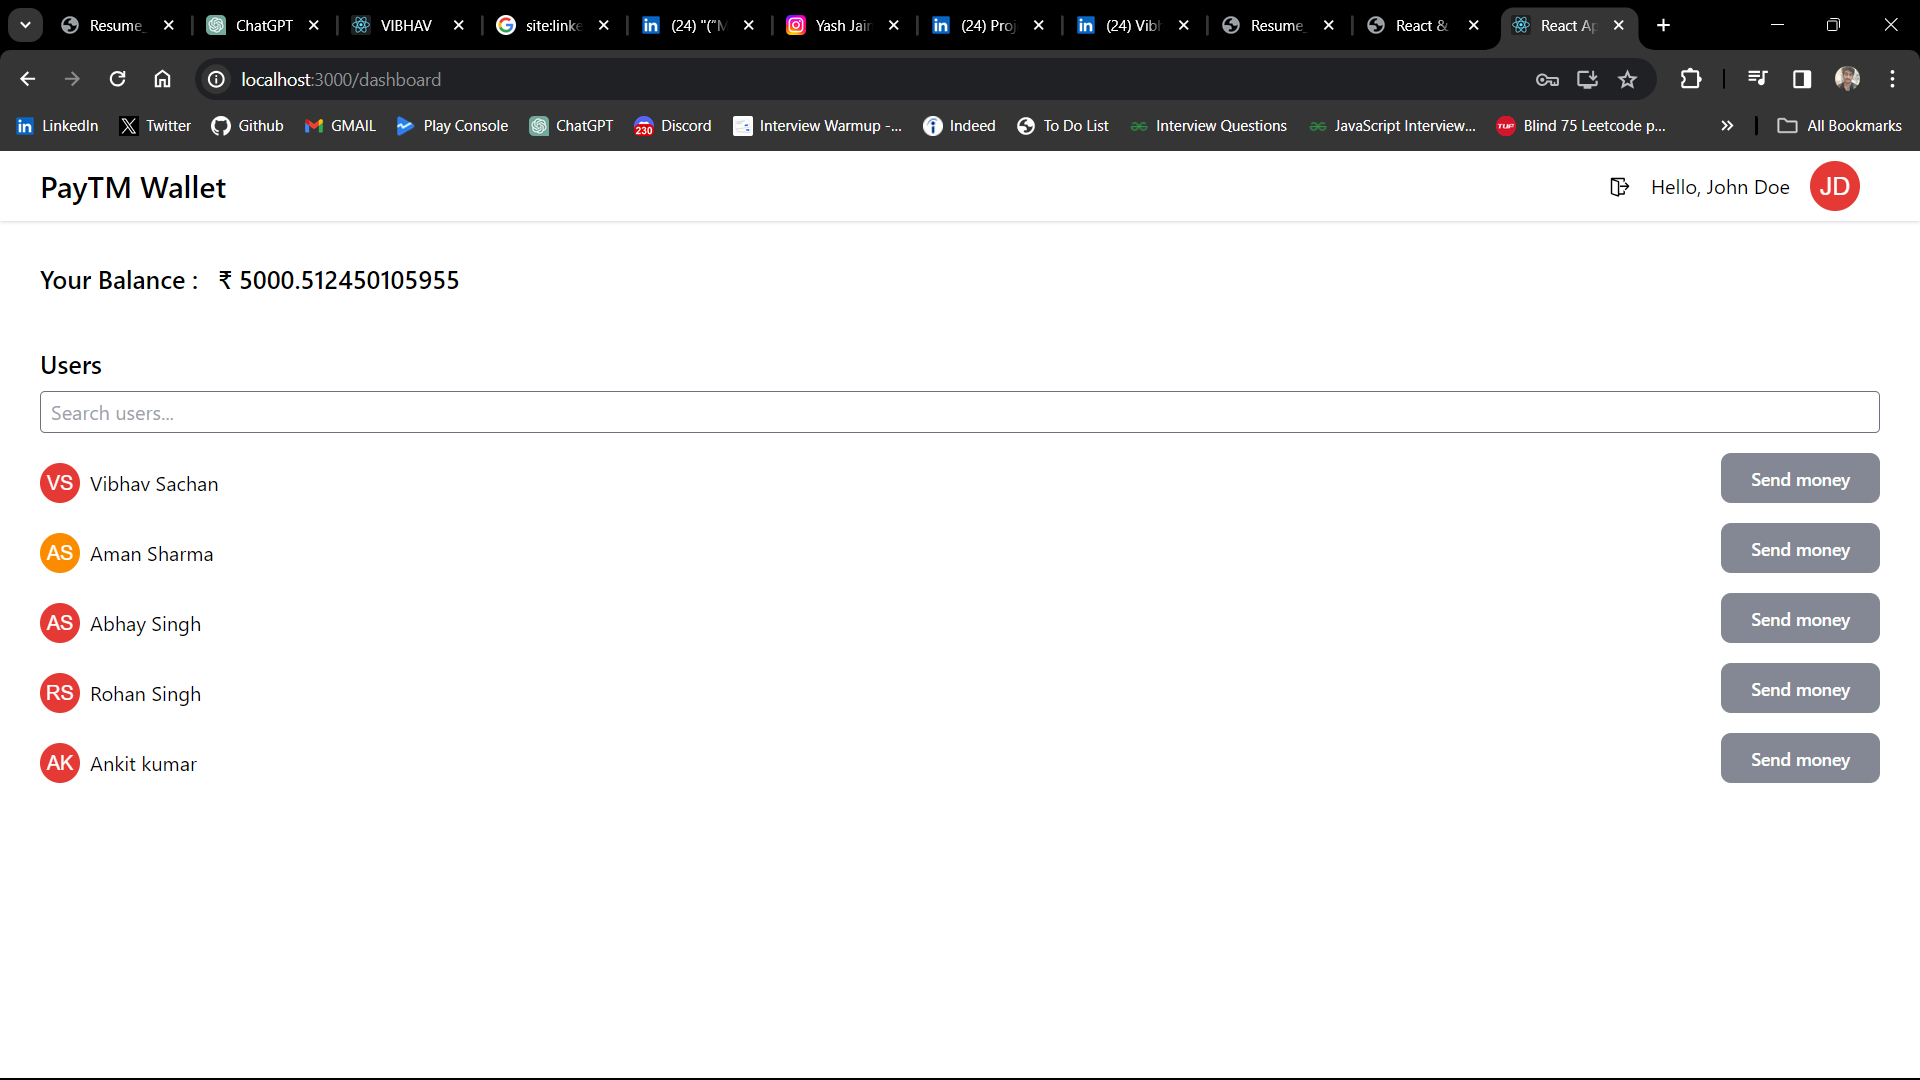 Resume_ ChatGPT VIBHAV site:linke (24) "("M Yash Jain (24) Proj (24) Vibh Resume_ React & React Ap
localhost:3000/dashboard
LinkedIn Twitter Github GMAIL Play Console ChatGPT 230 Discord Interview Warmup -... Indeed To Do List Interview Questions JavaScript Interview... TUF Blind 75 Leetcode p... All Bookmarks
PayTM Wallet Hello, John Doe JD
Your Balance : ₹ 5000.512450105955
Users
Search users...
VS Vibhav Sachan Send money
AS Aman Sharma Send money
AS Abhay Singh Send money
RS Rohan Singh Send money
AK Ankit kumar Send money